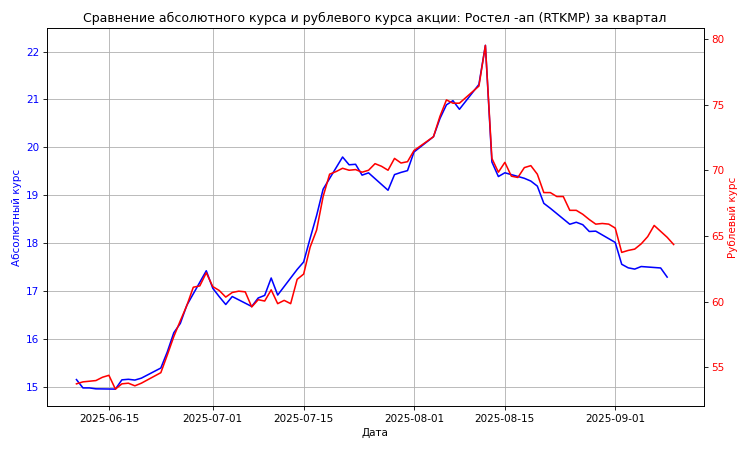 Сравнение абсолютного курса и рублевого курса акции: Ростел -ап (RTKMP) за квартал
22
21
20
19
18
17
16
15
Абсолютный курс
80
75
70
65
60
55
Рублевый курс
2025-06-15 2025-07-01 2025-07-15 2025-08-01 2025-08-15 2025-09-01
Дата